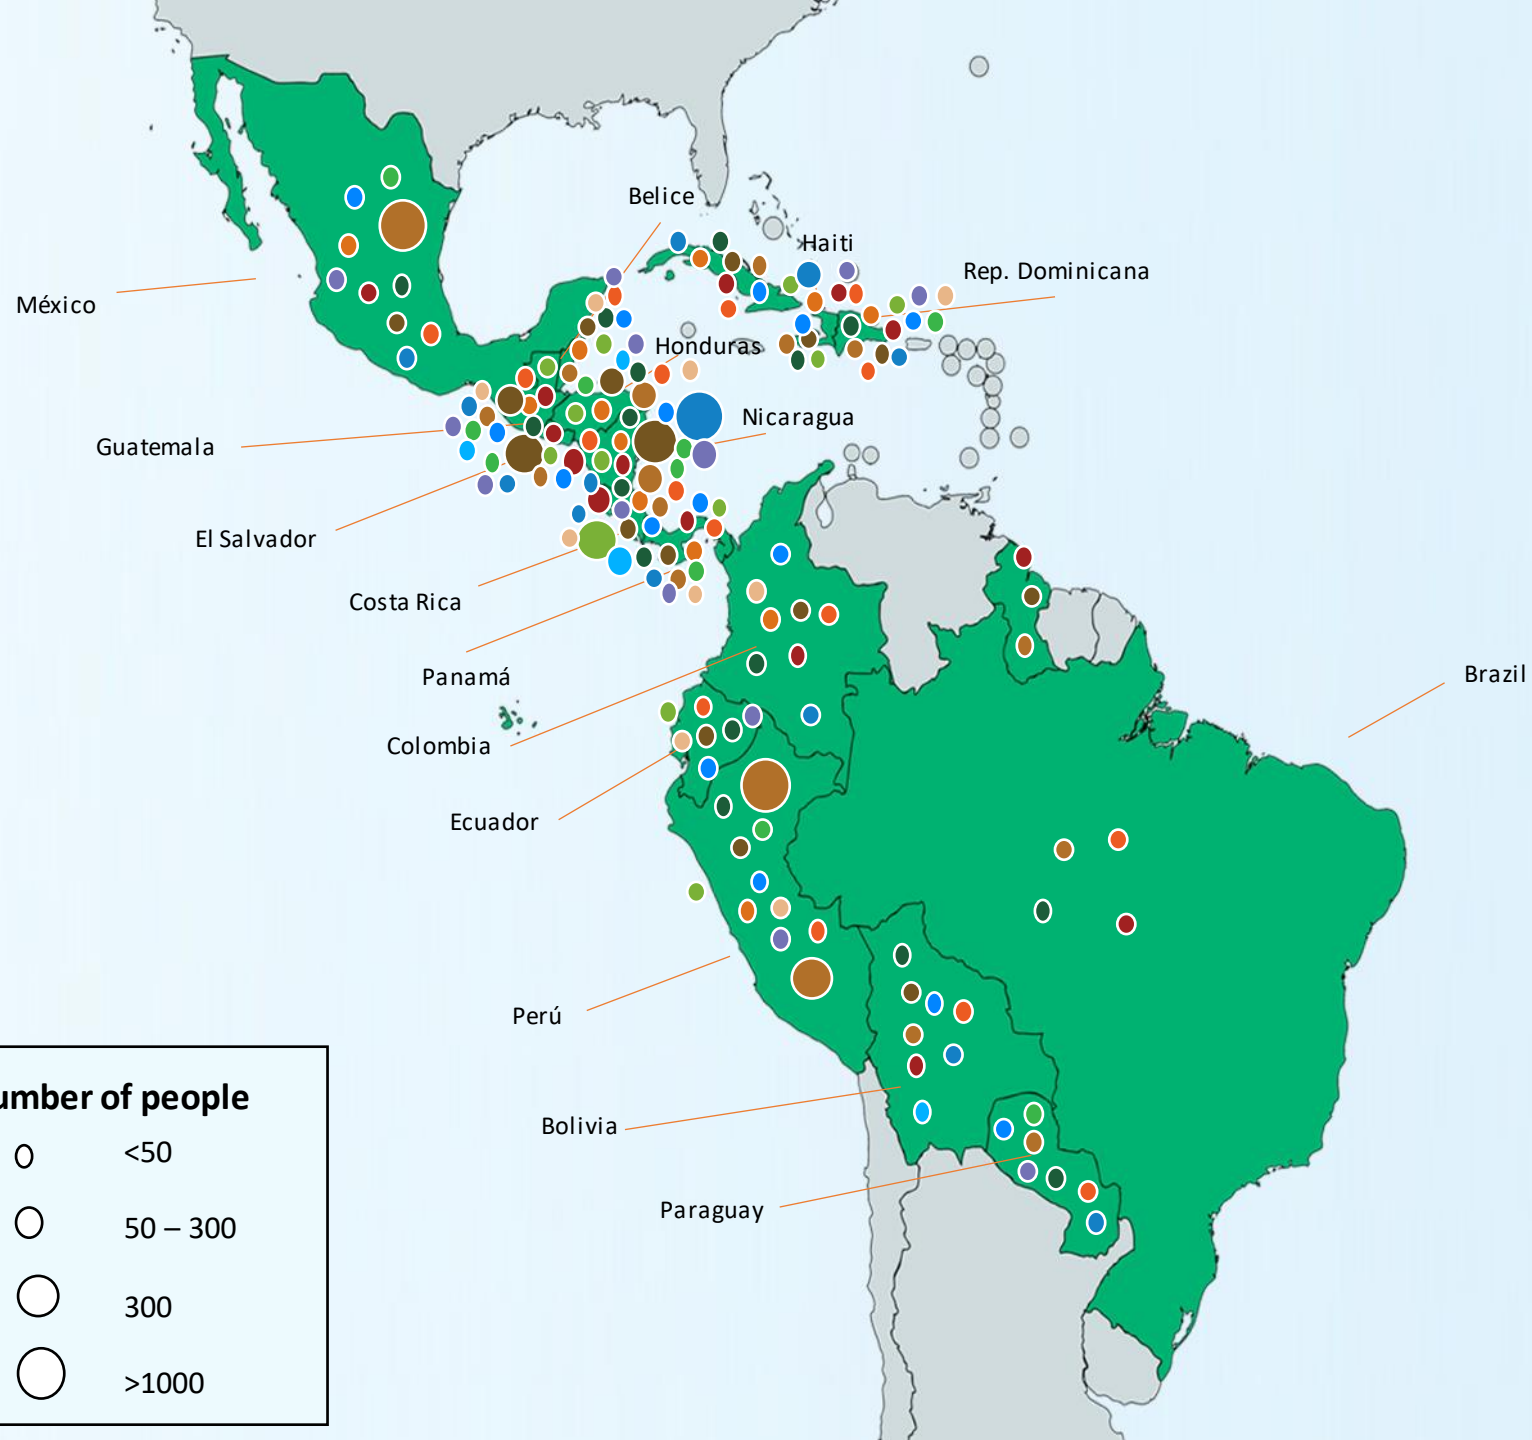 Belice
Haiti
Rep. Dominicana
México
Honduras
Nicaragua
Guatemala
El Salvador
Costa Rica
Panamá
Brazil
Colombia
Ecuador
Perú
umber of people
<50
50 – 300
300
>1000
Bolivia
Paraguay